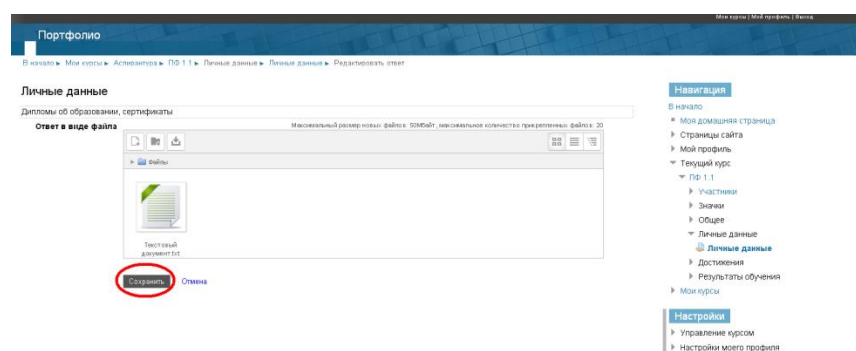 Мои курсы | Мой профиль | Выход
Портфолио
В начало ► Мои курсы ► Аспирантура ► ПФ 1.1 ► Личные данные ► Личные данные ► Редактировать ответ
Личные данные
Дипломы об образовании, сертификаты
Ответ в виде файла
Максимальный размер новых файлов: 50Мбайт, максимальное количество прикрепленных файлов: 20
Файлы
Текстовый
документ.txt
Сохранить Отмена
Навигация
В начало
Моя домашняя страница
Страницы сайта
Мой профиль
Текущий курс
ПФ 1.1
Участники
Значки
Общее
Личные данные
Личные данные
Достижения
Результаты обучения
Мои курсы
Настройки
Управление курсом
Настройки моего профиля